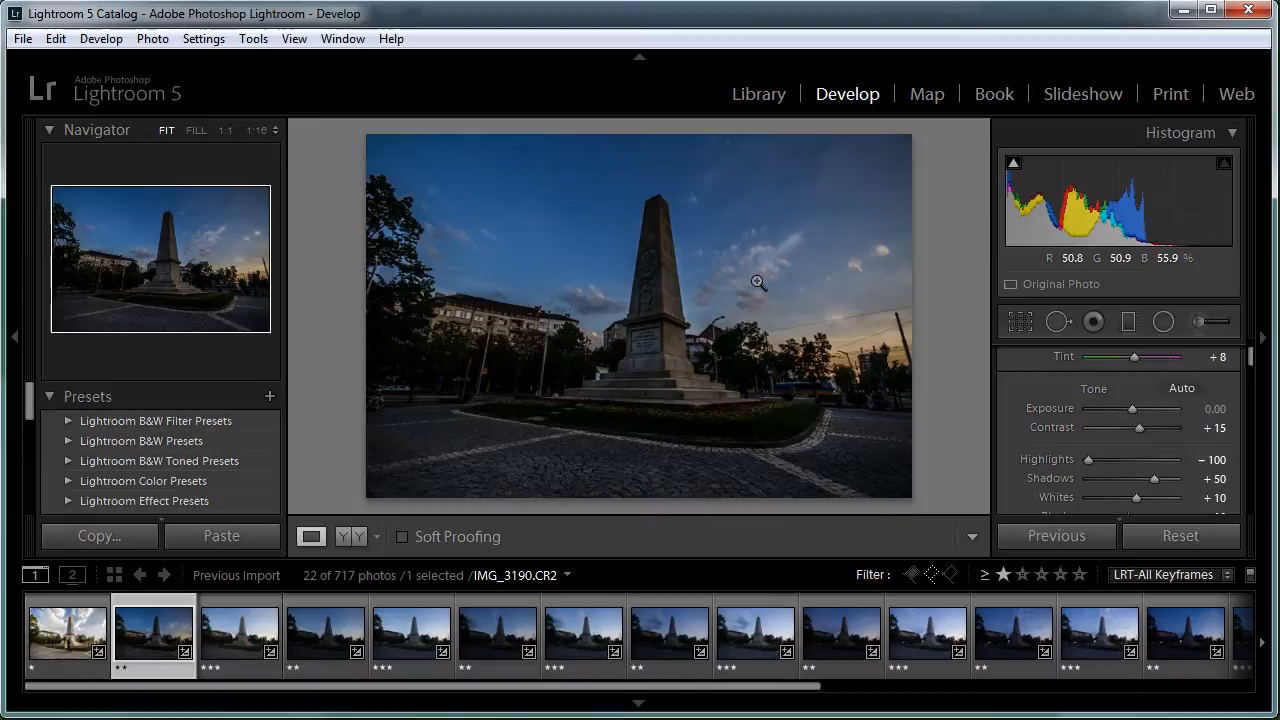 Lightroom 5 Catalog - Adobe Photoshop Lightroom - Develop
File Edit Develop Photo Settings Tools View Window Help
Lr Adobe Photoshop
Lightroom 5
Library Develop Map Book Slideshow Print Web
Navigator FIT FILL 1:1 1:16
Histogram
R 50.8 G 50.9 B 55.9 %
Original Photo
Tint + 8
Tone Auto
Exposure 0.00
Contrast + 15
Highlights – 100
Shadows + 50
Whites + 10
Presets +
Lightroom B&W Filter Presets
Lightroom B&W Presets
Lightroom B&W Toned Presets
Lightroom Color Presets
Lightroom Effect Presets
Copy... Paste
YY Soft Proofing
Previous Reset
1 2 Previous Import 22 of 717 photos /1 selected /IMG_3190.CR2
Filter : ≥ LRT-All Keyframes